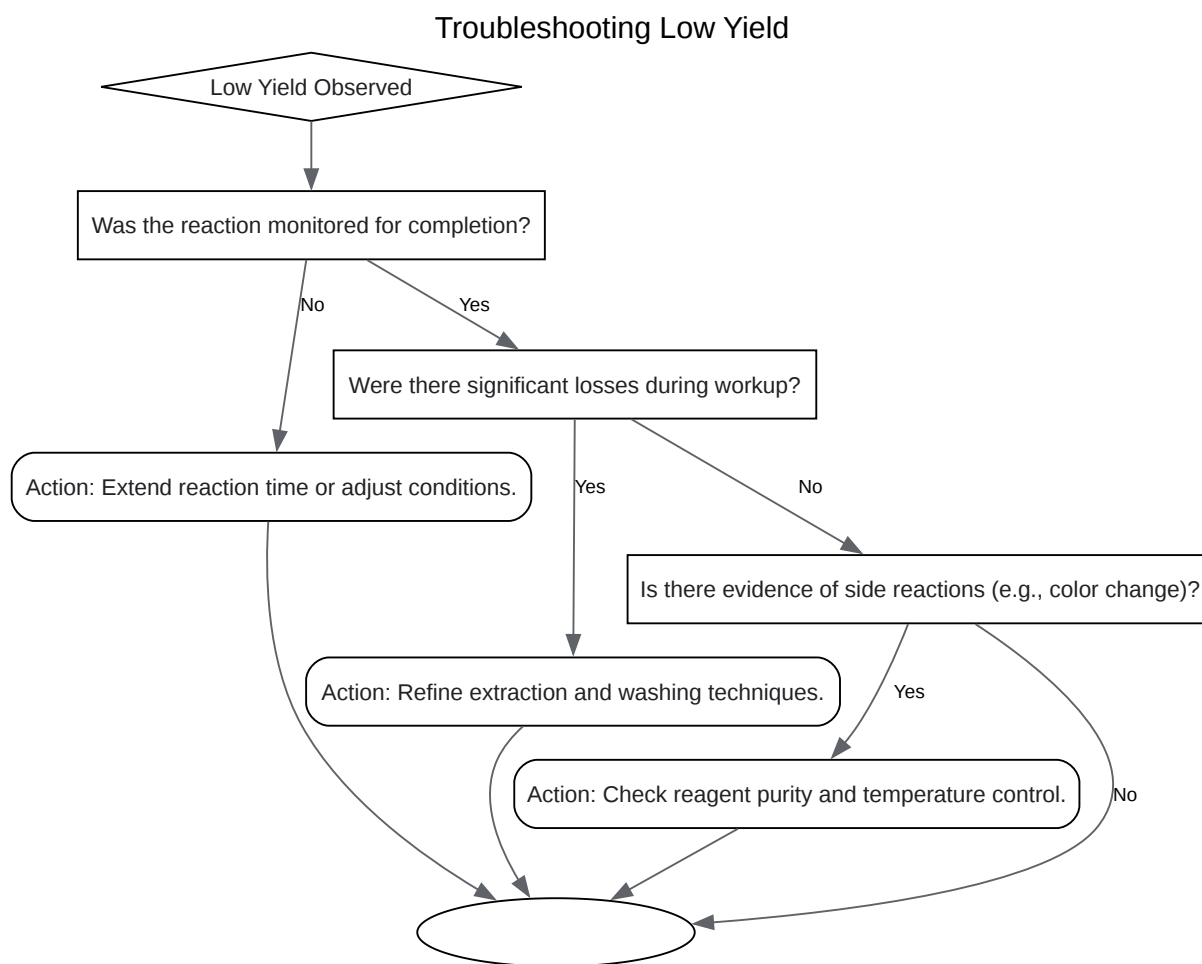 Troubleshooting Low Yield
Low Yield Observed
Was the reaction monitored for completion?
No
Yes
Were there significant losses during workup?
Action: Extend reaction time or adjust conditions.
Yes
No
Is there evidence of side reactions (e.g., color change)?
Action: Refine extraction and washing techniques.
Yes
Action: Check reagent purity and temperature control.
No